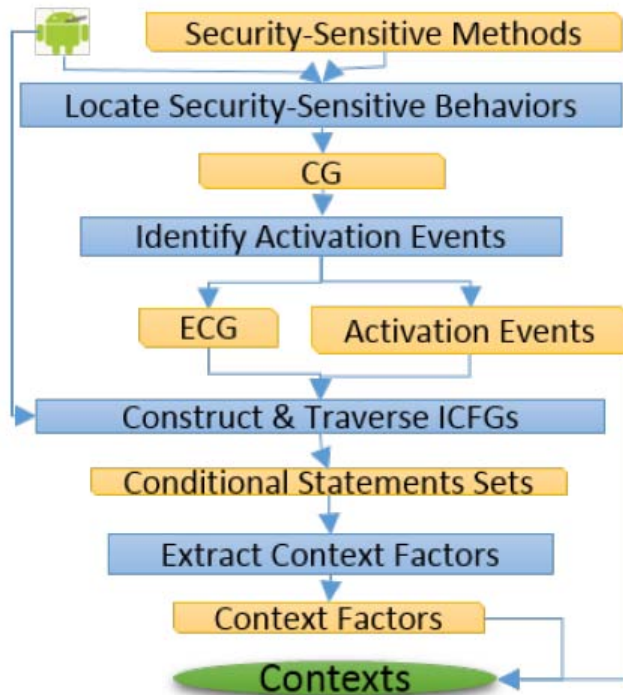 Security-Sensitive Methods
Locate Security-Sensitive Behaviors
CG
Identify Activation Events
ECG
Activation Events
Construct & Traverse ICFGs
Conditional Statements Sets
Extract Context Factors
Context Factors
Contexts